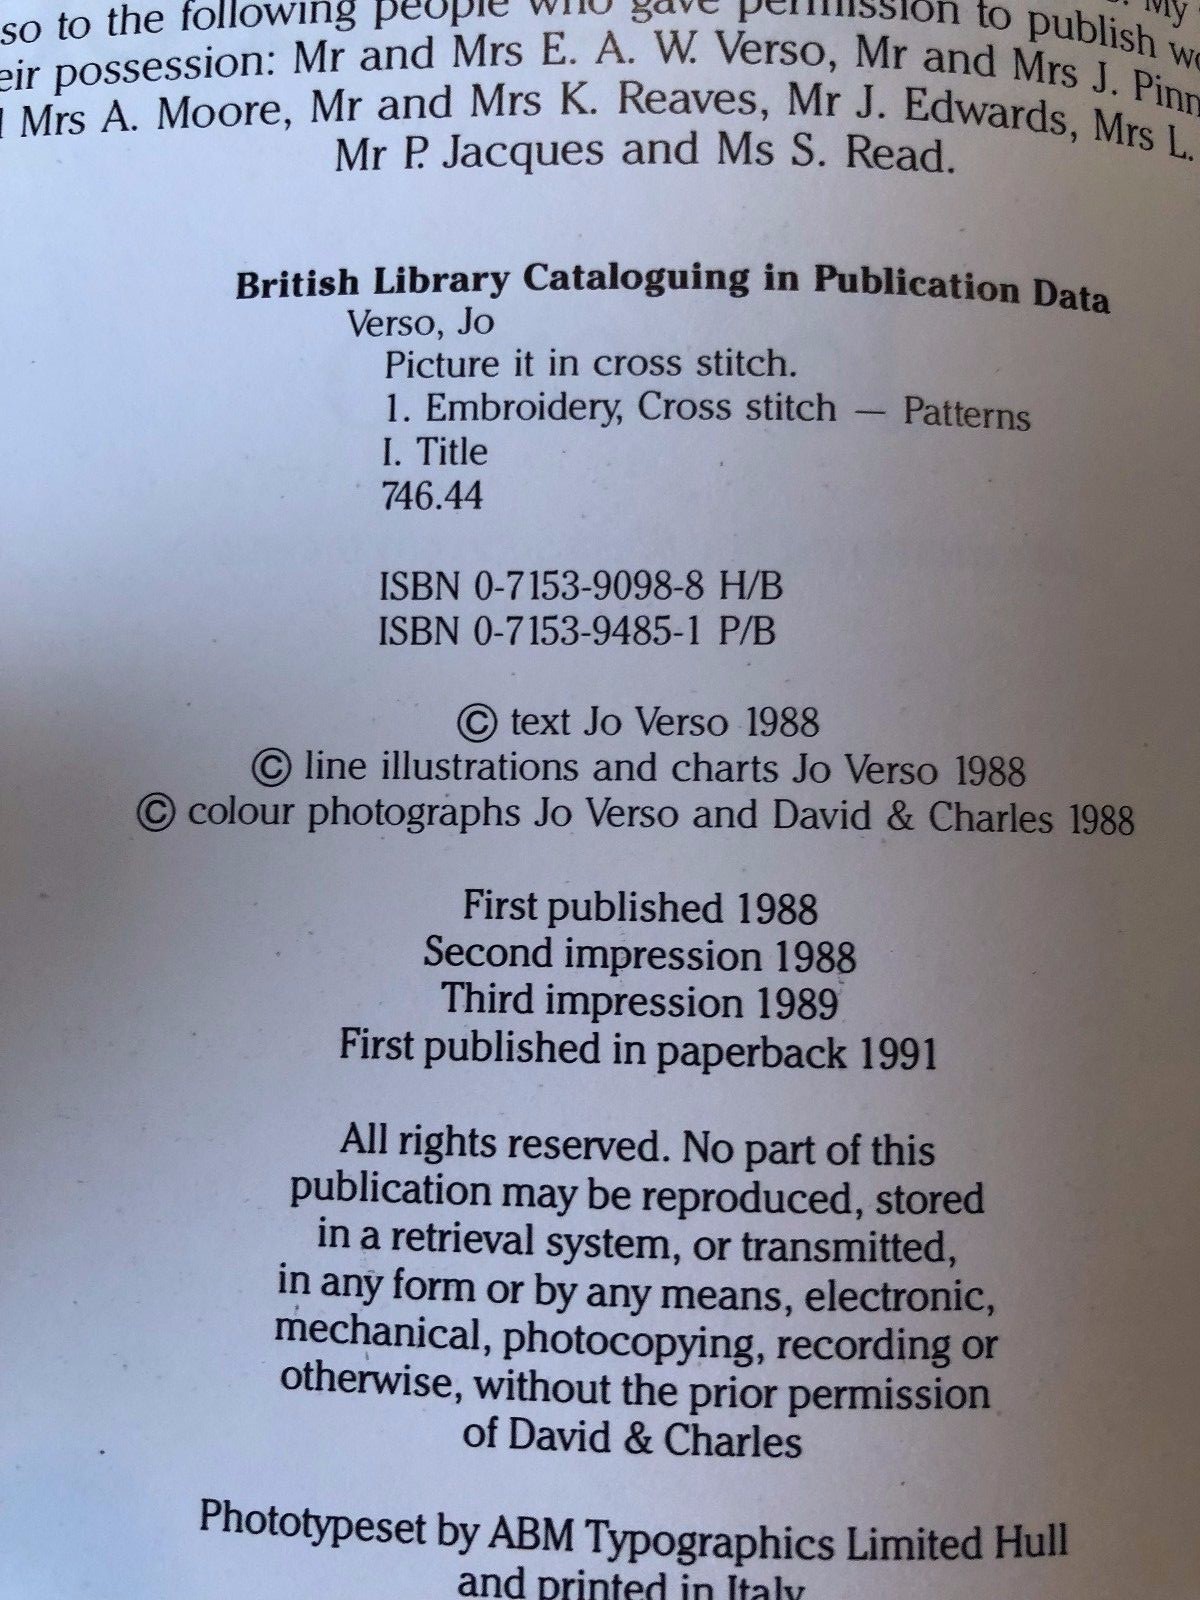 so to the following people who gave permission to publish
eir possession: Mr and Mrs E. A. W. Verso, Mr and Mrs J. Pinn
Mrs A. Moore, Mr and Mrs K. Reaves, Mr J. Edwards, Mrs L.
Mr P. Jacques and Ms S. Read.
British Library Cataloguing in Publication Data
Verso, Jo
Picture it in cross stitch.
1. Embroidery, Cross stitch — Patterns
I. Title
746.44
ISBN 0-7153-9098-8 H/B
ISBN 0-7153-9485-1 P/B
© text Jo Verso 1988
© line illustrations and charts Jo Verso 1988
© colour photographs Jo Verso and David & Charles 1988
First published 1988
Second impression 1988
Third impression 1989
First published in paperback 1991
All rights reserved. No part of this
publication may be reproduced, stored
in a retrieval system, or transmitted,
in any form or by any means, electronic,
mechanical, photocopying, recording or
otherwise, without the prior permission
of David & Charles
Phototypeset by ABM Typographics Limited Hull
and printed in Italy